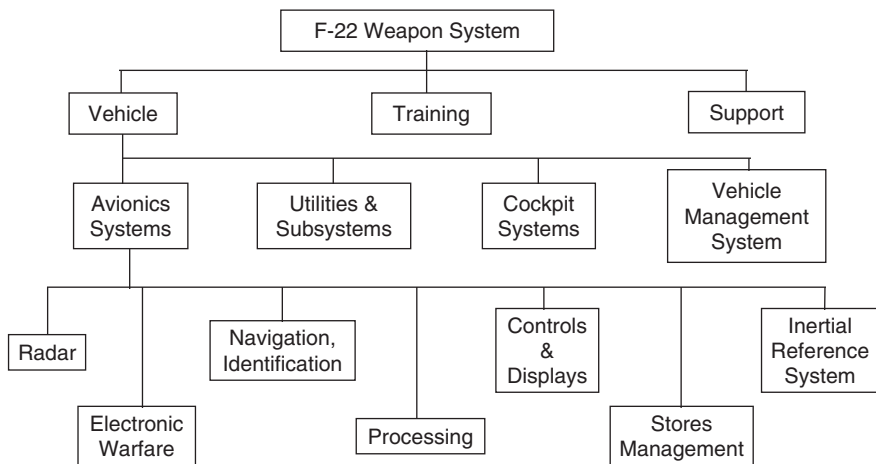 F-22 Weapon System
Vehicle
Training
Support
Avionics
Systems
Utilities &
Subsystems
Cockpit
Systems
Vehicle
Management
System
Radar
Navigation,
Identification
Controls
&
Displays
Inertial
Reference
System
Electronic
Warfare
Processing
Stores
Management